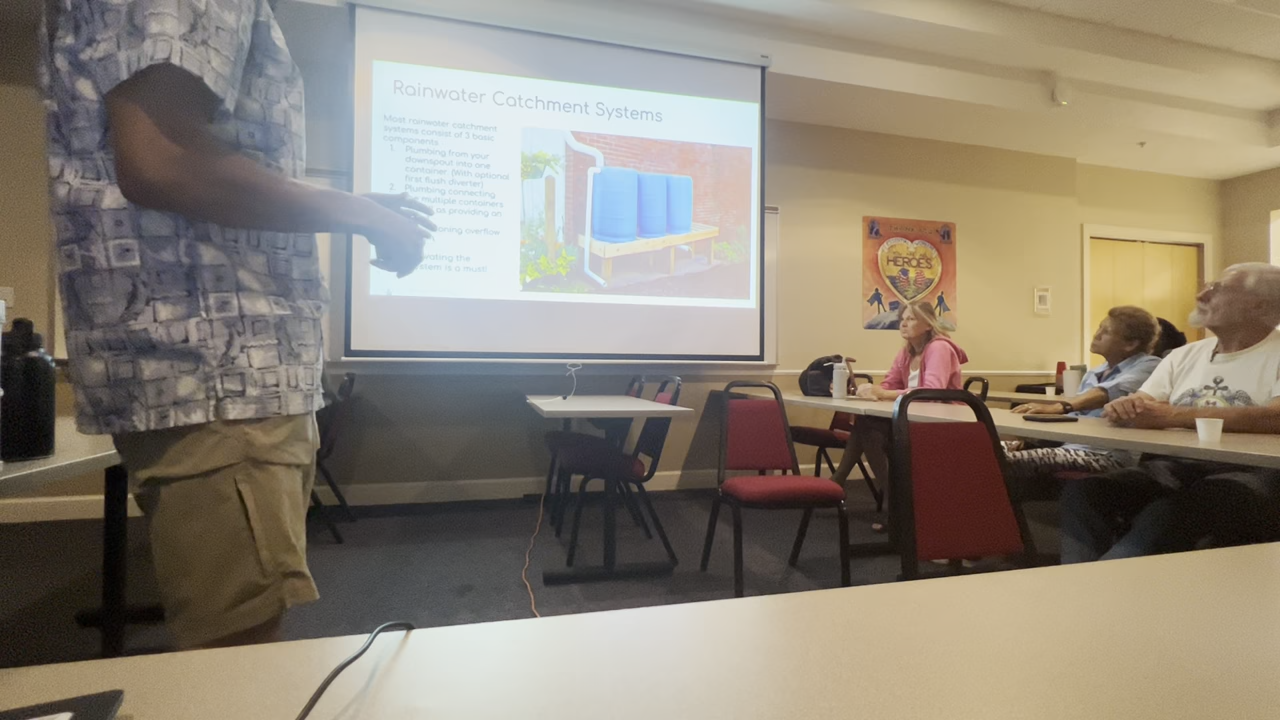 Rainwater Catchment Systems
Most rainwater catchment
systems consist of 3 basic
components
1. Plumbing from your
downspout into one
container. (With optional
first flush diverter)
2. Plumbing connecting
multiple containers
as providing an
overflow
the
system is a must!
HEROES